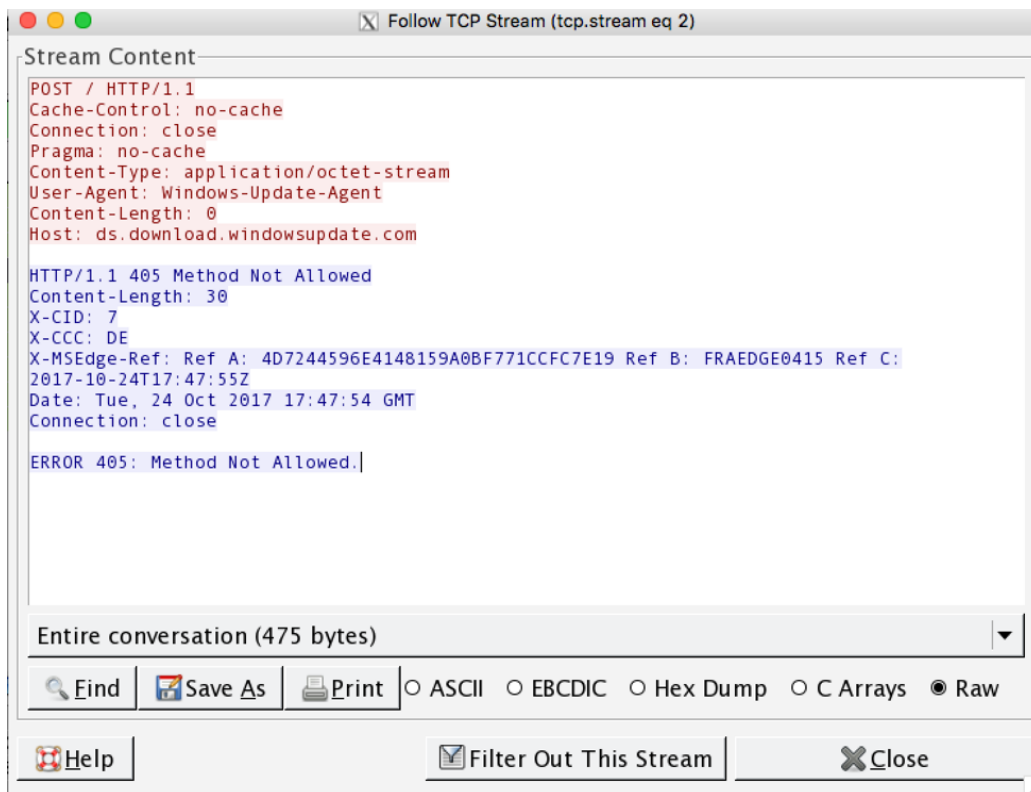 Follow TCP Stream (tcp.stream eq 2)
Stream Content
POST / HTTP/1.1
Cache-Control: no-cache
Connection: close
Pragma: no-cache
Content-Type: application/octet-stream
User-Agent: Windows-Update-Agent
Content-Length: 0
Host: ds.download.windowsupdate.com
HTTP/1.1 405 Method Not Allowed
Content-Length: 30
X-CID: 7
X-CCC: DE
X-MSEdge-Ref: Ref A: 4D7244596E4148159A0BF771CCFC7E19 Ref B: FRAEDGE0415 Ref C:
2017-10-24T17:47:55Z
Date: Tue, 24 Oct 2017 17:47:54 GMT
Connection: close
ERROR 405: Method Not Allowed.
Entire conversation (475 bytes)
Find Save As Print ASCII EBCDIC Hex Dump C Arrays Raw
Help Filter Out This Stream Close